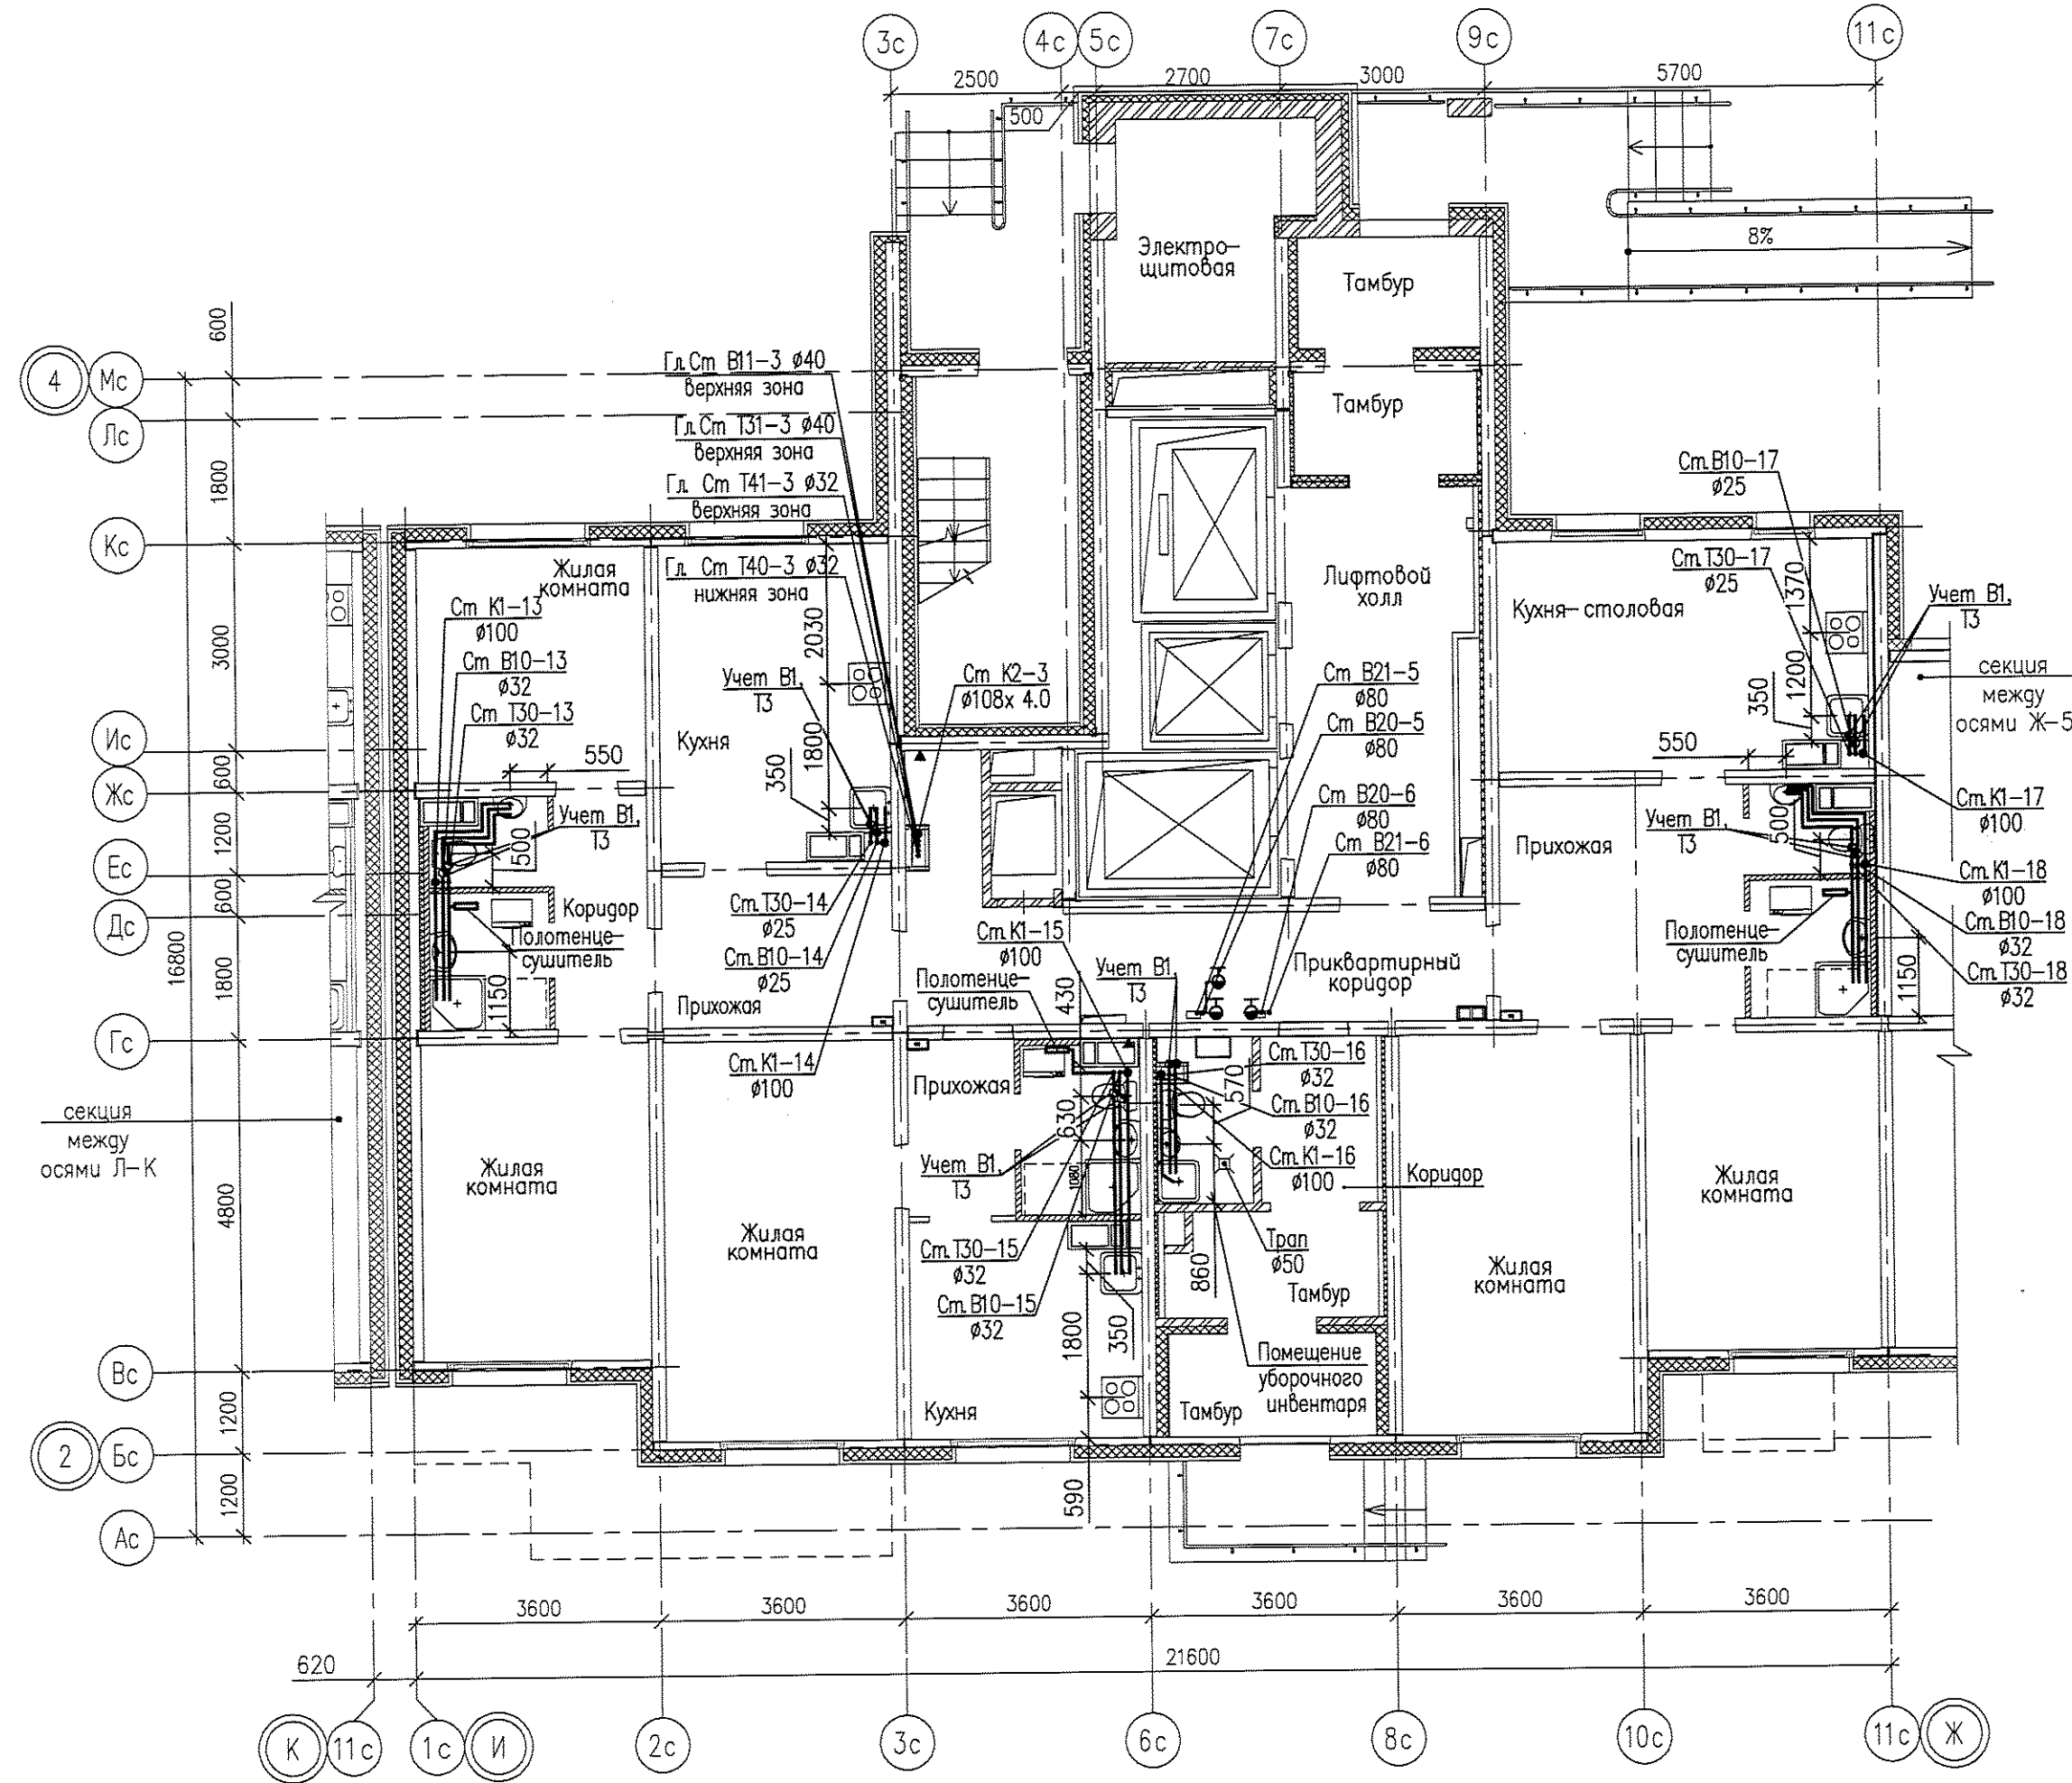 3с
4с
5с
7с
9с
11с
2500
2700
3000
5700
500
8%
Электро-
щитовая
Тамбур
Тамбур
600
4
Мс
Лс
1800
Кс
3000
Ис
600
Жс
1200
Ес
600
Дс
1800
Гс
16800
4800
Вс
1200
2
Бс
1200
Ас
Гл.Ст В11-3 ø40
верхняя зона
Гл.Ст Т31-3 ø40
верхняя зона
Гл. Ст Т41-3 ø32
верхняя зона
Гл. Ст Т40-3 ø32
нижняя зона
Жилая
комната
Ст К1-13
ø100
Ст В10-13
ø32
Ст Т30-13
ø32
550
Учет В1,
Т3
500
Коридор
Полотенце-
сушитель
1150
2030
Учет В1,
Т3
Кухня
1800
350
Ст К2-3
ø108х 4.0
Ст.Т30-14
ø25
Ст.В10-14
ø25
Прихожая
Ст.К1-14
ø100
Лифтовой
холл
Ст В21-5
ø80
Ст В20-5
ø80
Ст В20-6
ø80
Ст В21-6
ø80
Ст.В10-17
ø25
Ст.Т30-17
ø25
1370
Учет В1,
Т3
Кухня-столовая
1200
350
секция
между
осями Ж-5
550
Ст.К1-17
ø100
Учет В1,
Т3
500
Прихожая
Ст.К1-18
ø100
Ст.В10-18
ø32
Ст.Т30-18
ø32
Полотенце-
сушитель
1150
Ст.К1-15
ø100
Полотенце-
сушитель
430
Учет В1,
Т3
Приквартирный
коридор
Прихожая
630
Учет В1,
Т3
1080
Ст.Т30-16
ø32
570
Ст.В10-16
ø32
Ст.К1-16
ø100
Коридор
Ст.Т30-15
ø32
Ст.В10-15
ø32
860
Трап
ø50
Тамбур
1800
350
Помещение
уборочного
инвентаря
Кухня
Тамбур
590
секция
между
осями Л-К
Жилая
комната
Жилая
комната
Жилая
комната
Жилая
комната
3600
3600
3600
3600
3600
3600
620
21600
К
11с
1с
И
2с
3с
6с
8с
10с
11с
Ж